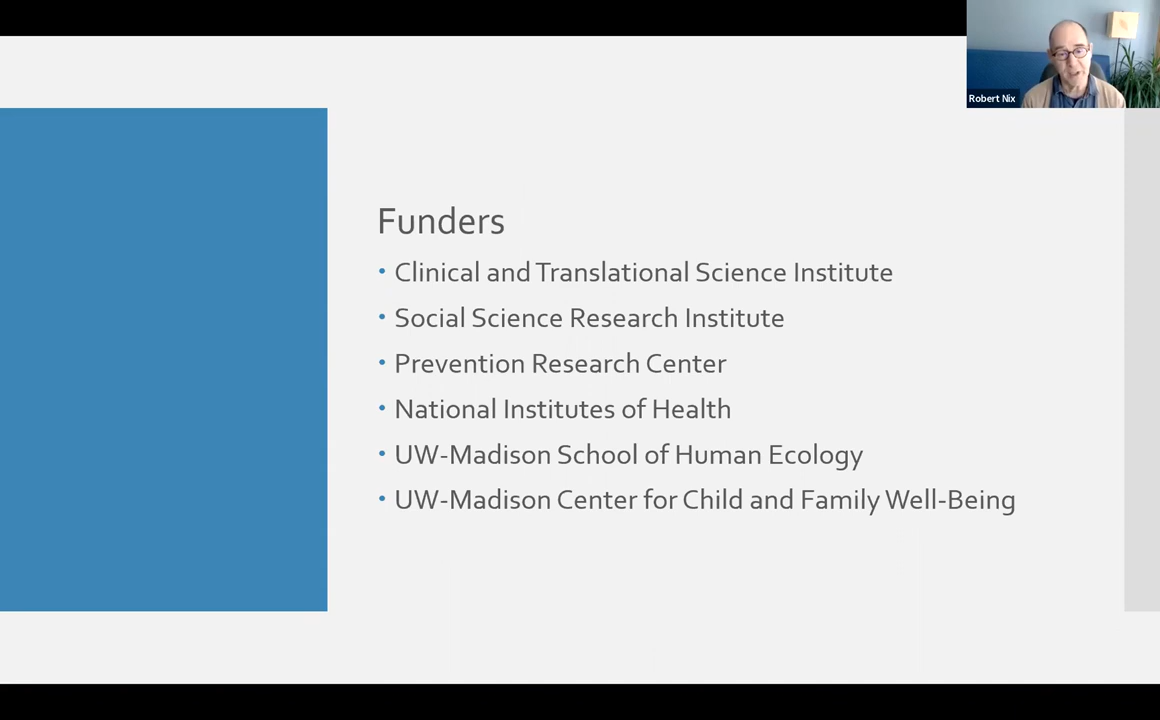 Robert Nix
Funders
• Clinical and Translational Science Institute
• Social Science Research Institute
• Prevention Research Center
• National Institutes of Health
• UW-Madison School of Human Ecology
• UW-Madison Center for Child and Family Well-Being